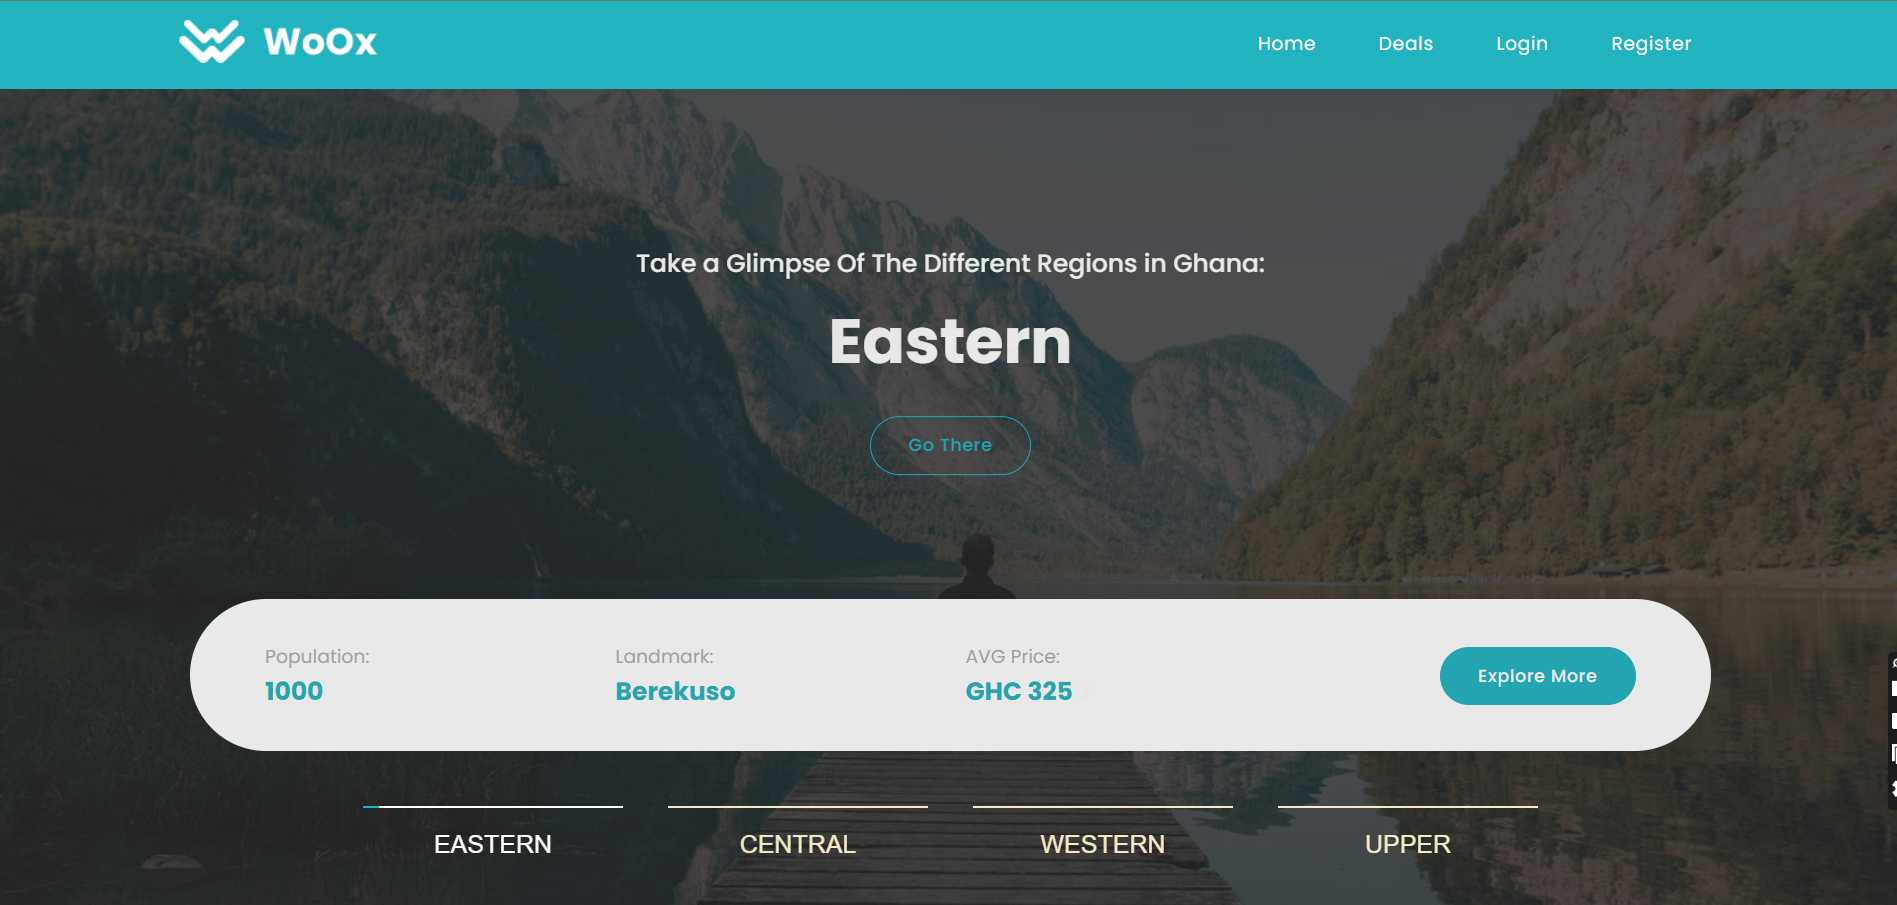 WoOx
Home Deals Login Register
Take a Glimpse Of The Different Regions in Ghana:
Eastern
Go There
Population: Landmark: AVG Price:
1000 Berekuso GHC 325
Explore More
EASTERN CENTRAL WESTERN UPPER